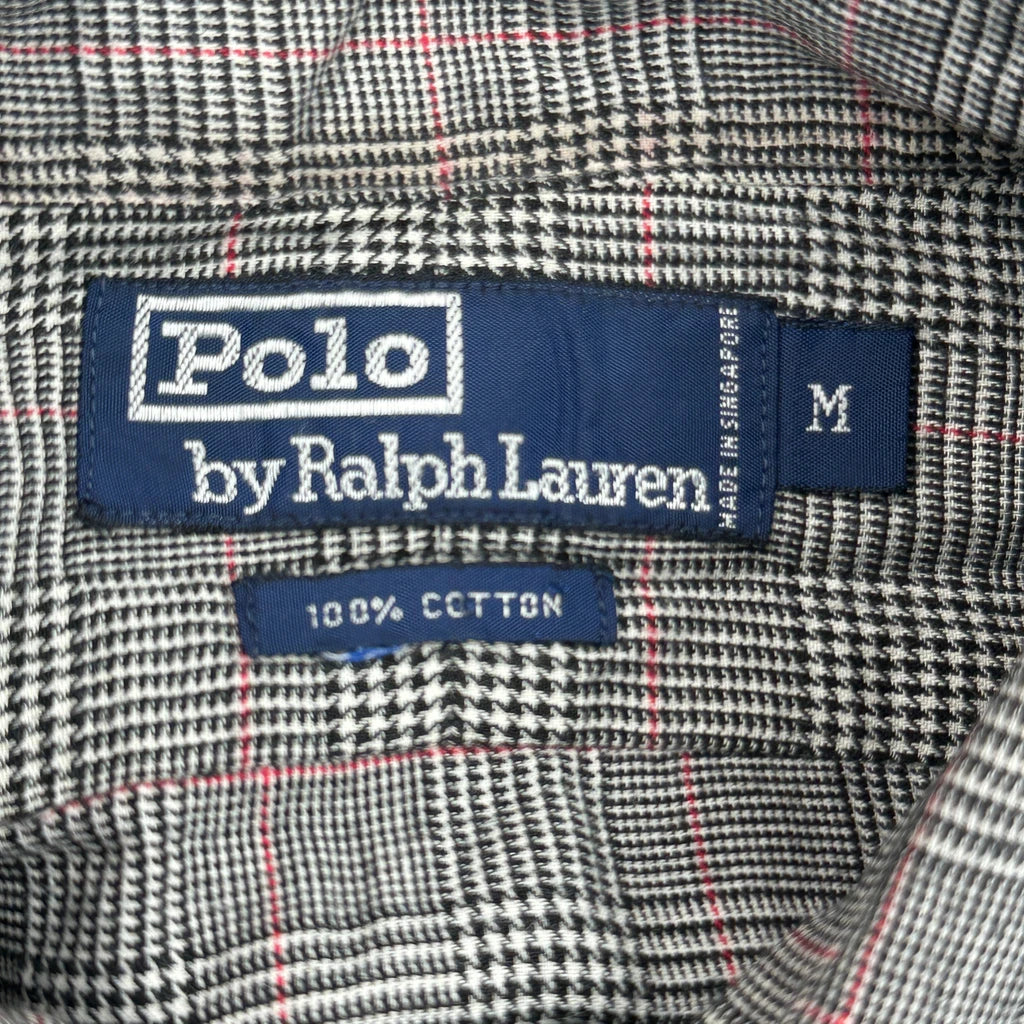 Polo
by Ralph Lauren
MADE IN SINGAPORE
M
100% COTTON